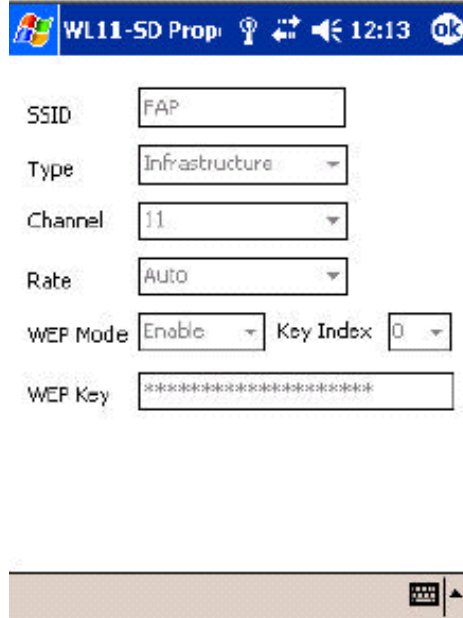 WL11-SD Prop 12:13 ok
SSID FAP
Type Infrastructure
Channel 11
Rate Auto
WEP Mode Enable Key Index 0
WEP Key ********************